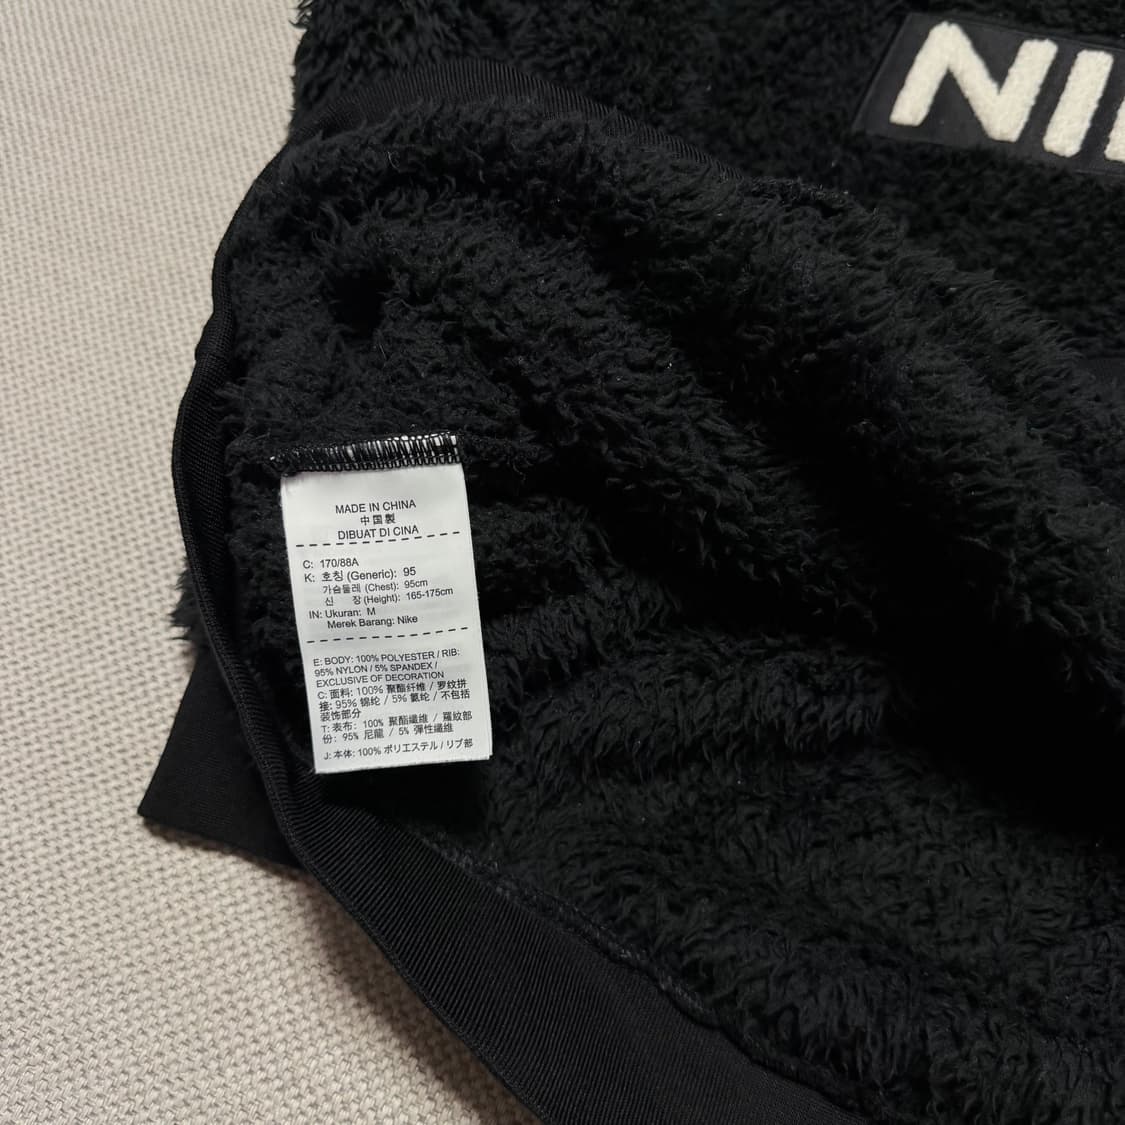 NI
MADE IN CHINA
中国製
DIBUAT DI CINA
C: 170/88A
K: 호칭 (Generic): 95
가슴둘레 (Chest): 95cm
신 장 (Height): 165-175cm
IN: Ukuran: M
Merek Barang: Nike
E: BODY: 100% POLYESTER / RIB:
95% NYLON / 5% SPANDEX /
EXCLUSIVE OF DECORATION
C: 面料: 100% 聚酯纤维 / 罗纹拼
接: 95% 锦纶 / 5% 氨纶 / 不包括
装饰部分
T: 表布: 100% 聚酯纖維 / 羅紋部
份: 95% 尼龍 / 5% 彈性纖維
J: 本体: 100% ポリエステル / リブ部